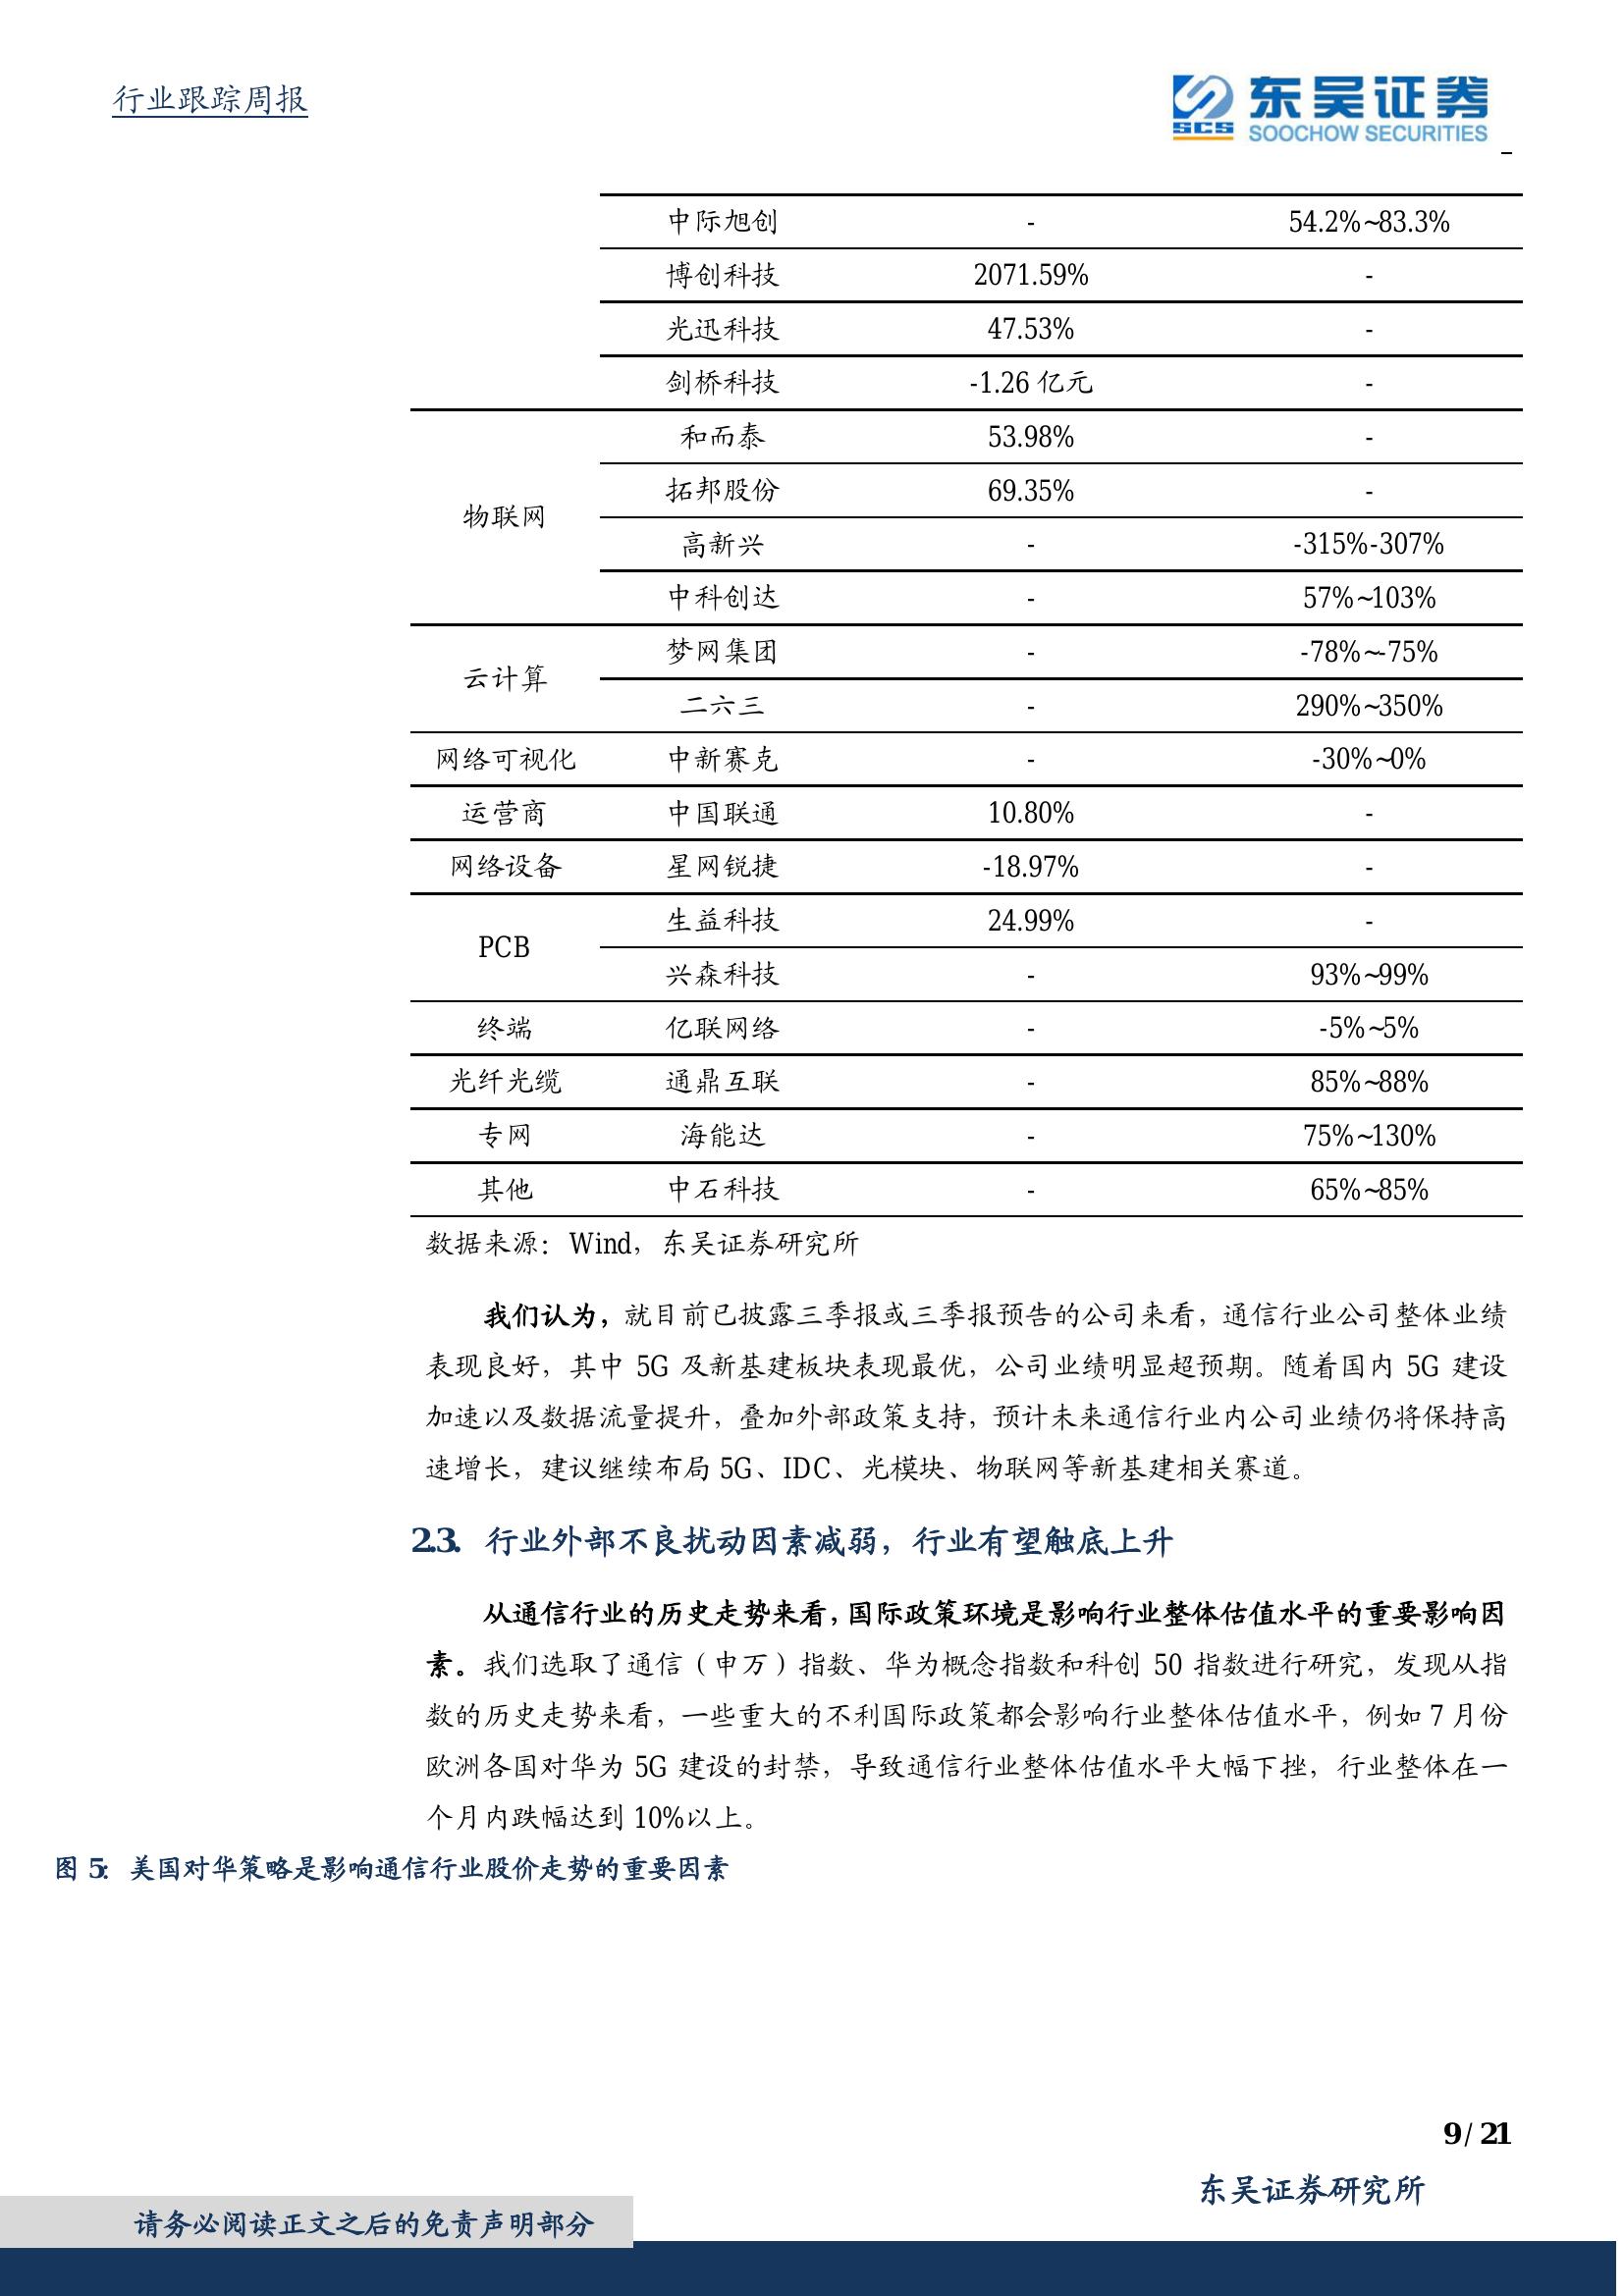 行业跟踪周报
SCS 东吴证券
SOOCHOW SECURITIES
中际旭创 - 54.2%~83.3%
博创科技 2071.59% -
光迅科技 47.53% -
剑桥科技 -1.26 亿元 -
物联网 和而泰 53.98% -
拓邦股份 69.35% -
高新兴 - -315%-307%
中科创达 - 57%~103%
云计算 梦网集团 - -78%~-75%
二六三 - 290%~350%
网络可视化 中新赛克 - -30%~0%
运营商 中国联通 10.80% -
网络设备 星网锐捷 -18.97% -
PCB 生益科技 24.99% -
兴森科技 - 93%~99%
终端 亿联网络 - -5%~5%
光纤光缆 通鼎互联 - 85%~88%
专网 海能达 - 75%~130%
其他 中石科技 - 65%~85%
数据来源：Wind，东吴证券研究所
我们认为，就目前已披露三季报或三季报预告的公司来看，通信行业公司整体业绩
表现良好，其中 5G 及新基建板块表现最优，公司业绩明显超预期。随着国内 5G 建设
加速以及数据流量提升，叠加外部政策支持，预计未来通信行业内公司业绩仍将保持高
速增长，建议继续布局 5G、IDC、光模块、物联网等新基建相关赛道。
2.3. 行业外部不良扰动因素减弱，行业有望触底上升
从通信行业的历史走势来看，国际政策环境是影响行业整体估值水平的重要影响因
素。我们选取了通信（申万）指数、华为概念指数和科创 50 指数进行研究，发现从指
数的历史走势来看，一些重大的不利国际政策都会影响行业整体估值水平，例如 7 月份
欧洲各国对华为 5G 建设的封禁，导致通信行业整体估值水平大幅下挫，行业整体在一
个月内跌幅达到 10%以上。
图 5：美国对华策略是影响通信行业股价走势的重要因素
9 / 21
东吴证券研究所
请务必阅读正文之后的免责声明部分